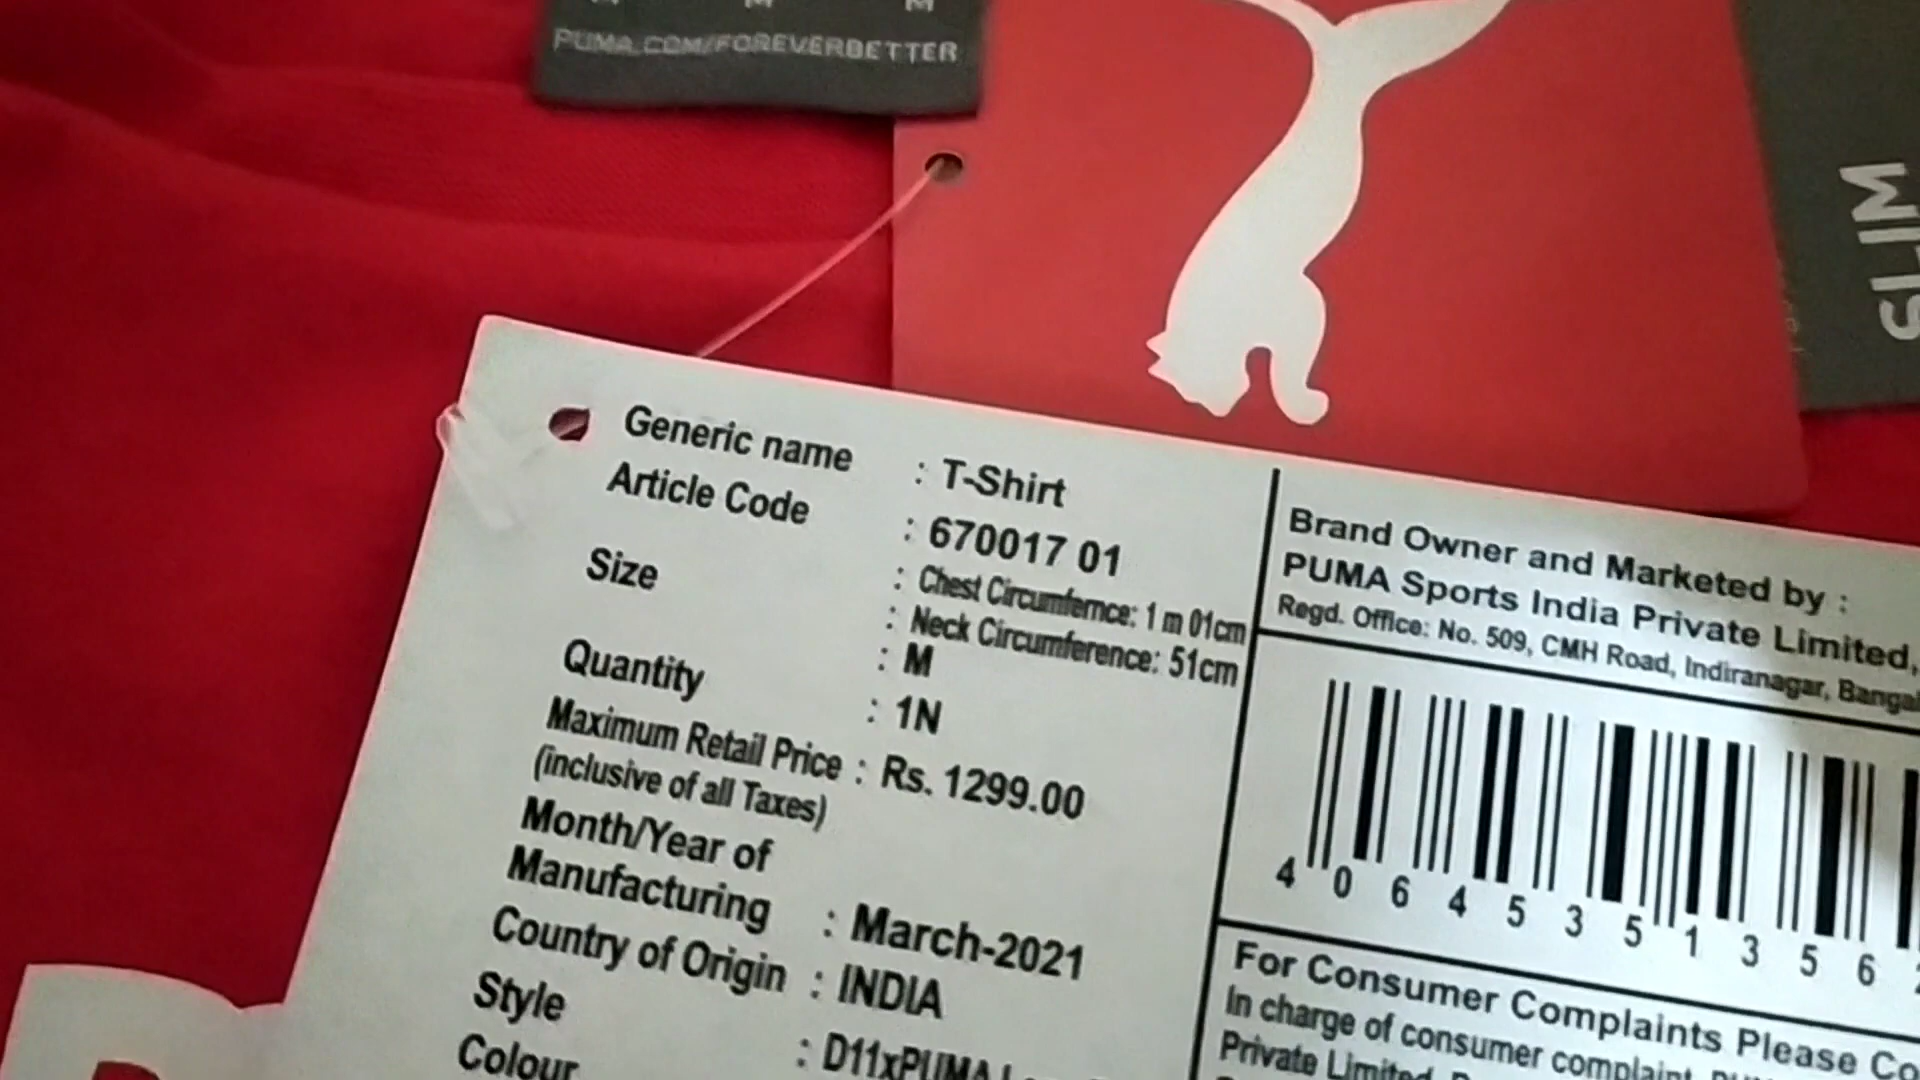 M M M
PUMA.COM/FOREVERBETTER
SLIM
Generic name : T-Shirt
Article Code : 670017 01
Size : Chest Circumfernce: 1 m 01cm
: Neck Circumference: 51cm
: M
Quantity : 1N
Maximum Retail Price : Rs. 1299.00
(inclusive of all Taxes)
Month/Year of
Manufacturing : March-2021
Country of Origin : INDIA
Style : D11xPUMA
Colour
Brand Owner and Marketed by :
PUMA Sports India Private Limited,
Regd. Office: No. 509, CMH Road, Indiranagar,
4 0 6 4 5 3 5 1 3 5 6
For Consumer Complaints Please
In charge of consumer complaint,
Private Limited,